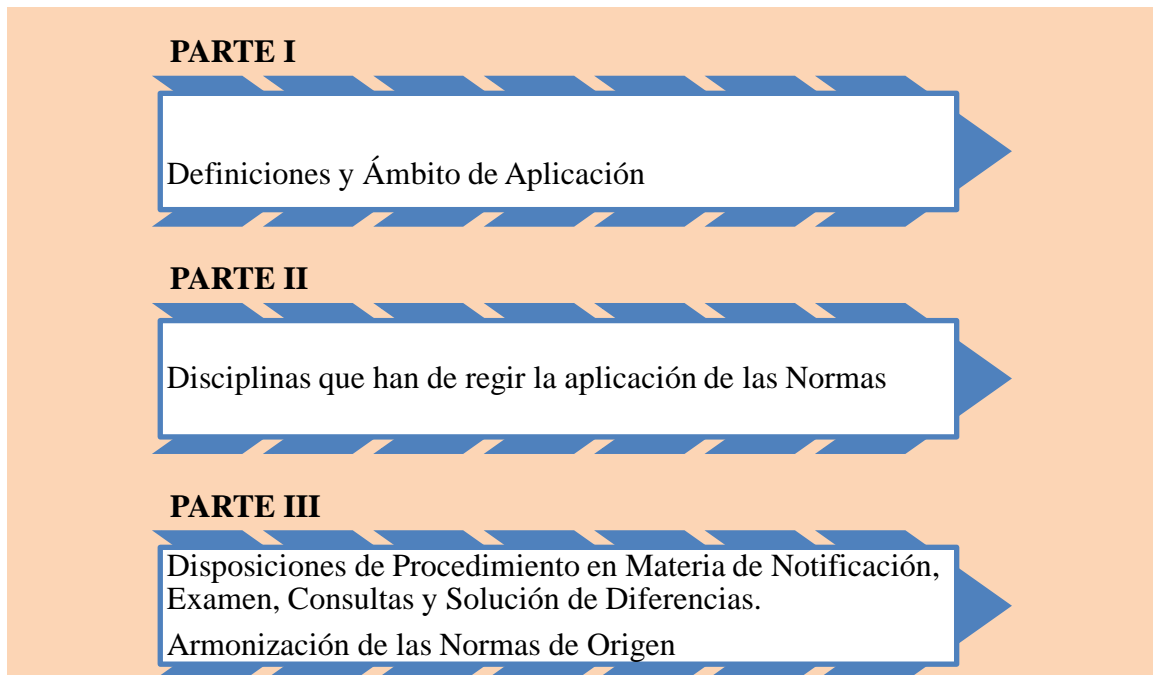 PARTE I
Definiciones y Ámbito de Aplicación
PARTE II
Disciplinas que han de regir la aplicación de las Normas
PARTE III
Disposiciones de Procedimiento en Materia de Notificación,
Examen, Consultas y Solución de Diferencias.
Armonización de las Normas de Origen